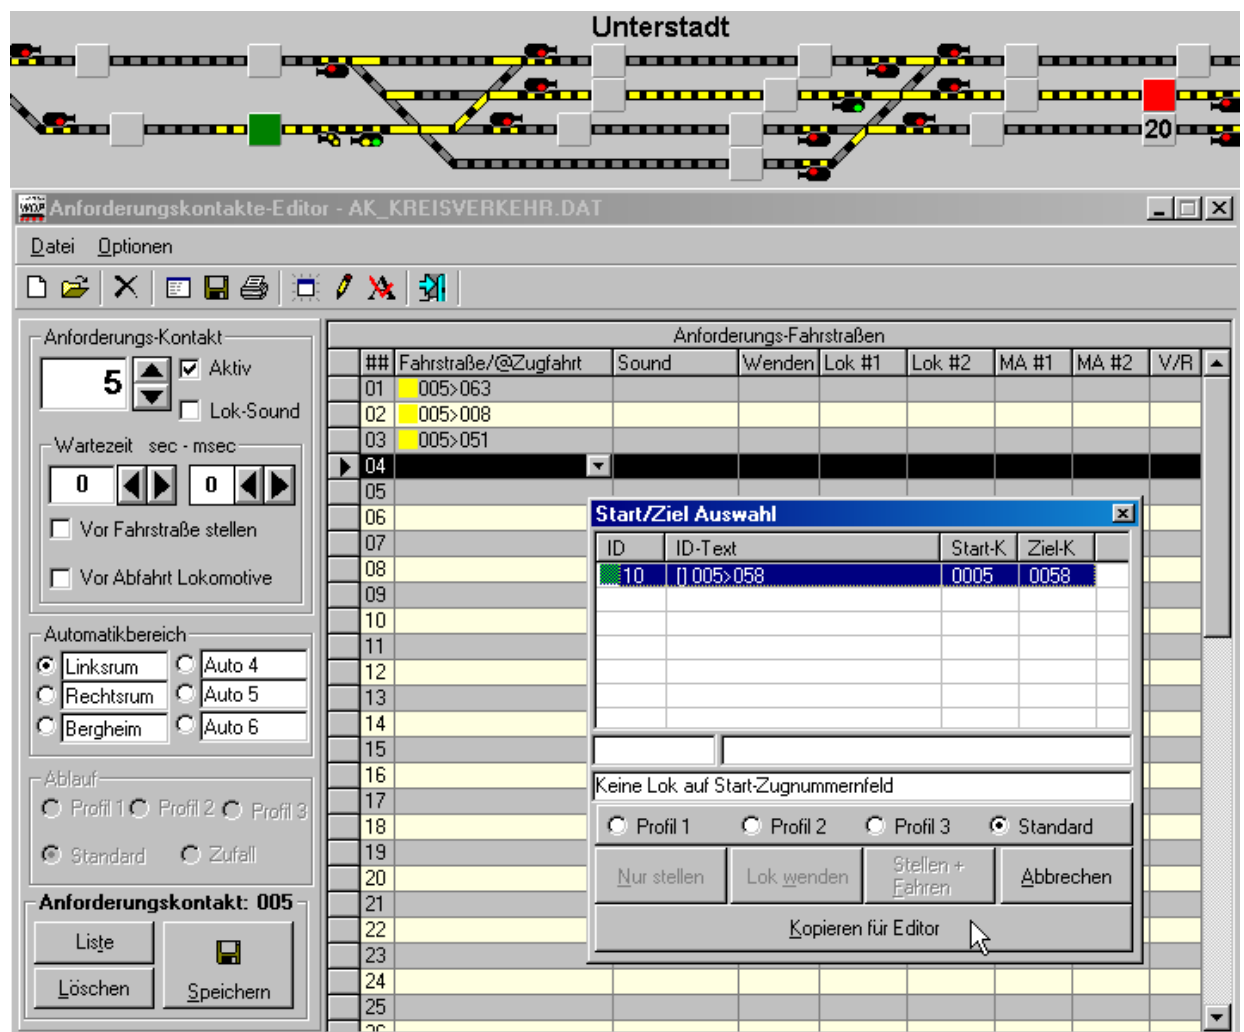 Unterstadt
20
Anforderungskontakte-Editor - AK_KREISVERKEHR.DAT
Datei Optionen
Anforderungs-Kontakt
5
Aktiv
Lok-Sound
Wartezeit sec - msec
0 0
Vor Fahrstraße stellen
Vor Abfahrt Lokomotive
Automatikbereich
Linksrum Auto 4
Rechtsrum Auto 5
Bergheim Auto 6
Ablauf
Profil 1 Profil 2 Profil 3
Standard Zufall
Anforderungskontakt: 005
Liste
Löschen
Speichern
Anforderungs-Fahrstraßen
## Fahrstraße/@Zugfahrt Sound Wenden Lok #1 Lok #2 MA #1 MA #2 V/R
01 005>063
02 005>008
03 005>051
04
05
06
07
08
09
10
11
12
13
14
15
16
17
18
19
20
21
22
23
24
25
26
Start/Ziel Auswahl
ID ID-Text Start-K Ziel-K
10 [] 005>058 0005 0058
Keine Lok auf Start-Zugnummernfeld
Profil 1 Profil 2 Profil 3 Standard
Nur stellen Lok wenden Stellen + Fahren Abbrechen
Kopieren für Editor